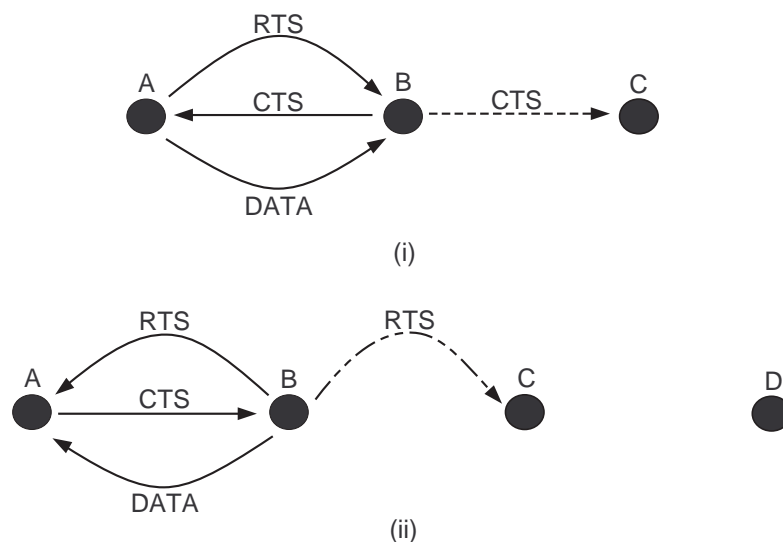 RTS
A B C
CTS CTS
DATA
(i)
RTS RTS
A B C D
CTS
DATA
(ii)